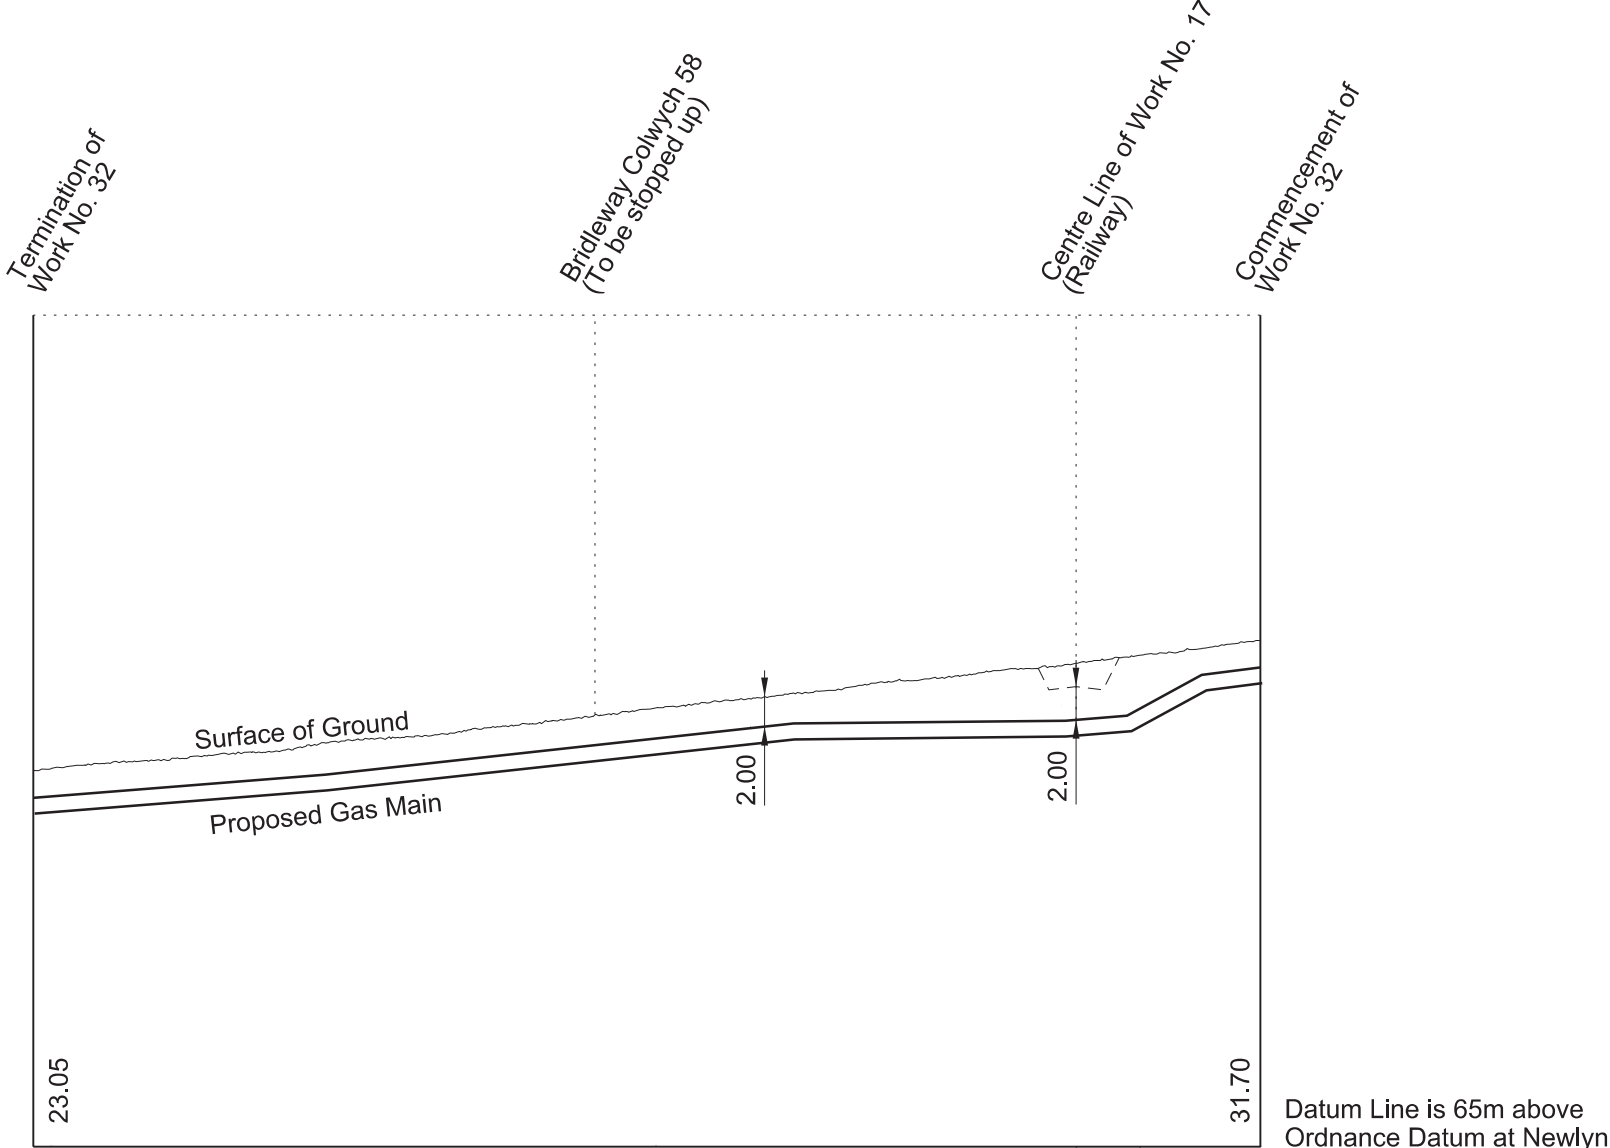 Termination of
Work No. 32
Bridleway Colwych 58
(To be stopped up)
Centre Line of Work No. 17
(Railway)
Commencement of
Work No. 32
Surface of Ground
Proposed Gas Main
2.00
2.00
23.05
31.70
Datum Line is 65m above
Ordnance Datum at Newlyn